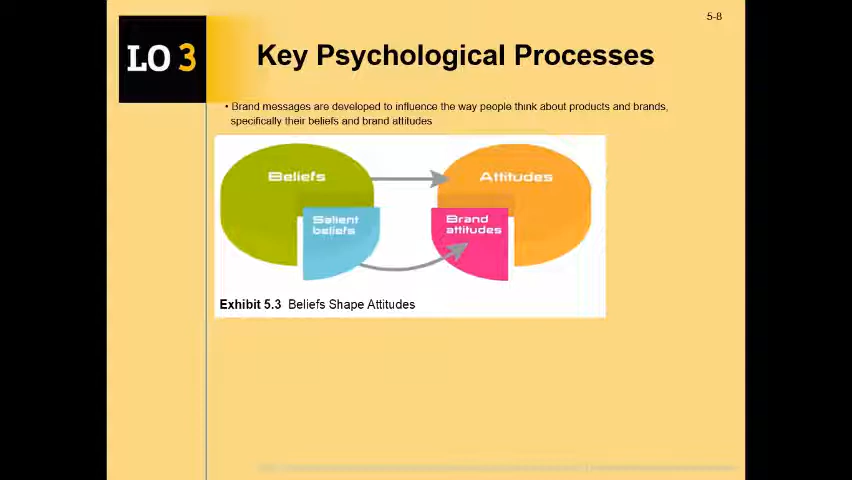 5-8
LO 3
Key Psychological Processes
• Brand messages are developed to influence the way people think about products and brands,
specifically their beliefs and brand attitudes
Beliefs
Attitudes
Salient
beliefs
Brand
attitudes
Exhibit 5.3 Beliefs Shape Attitudes